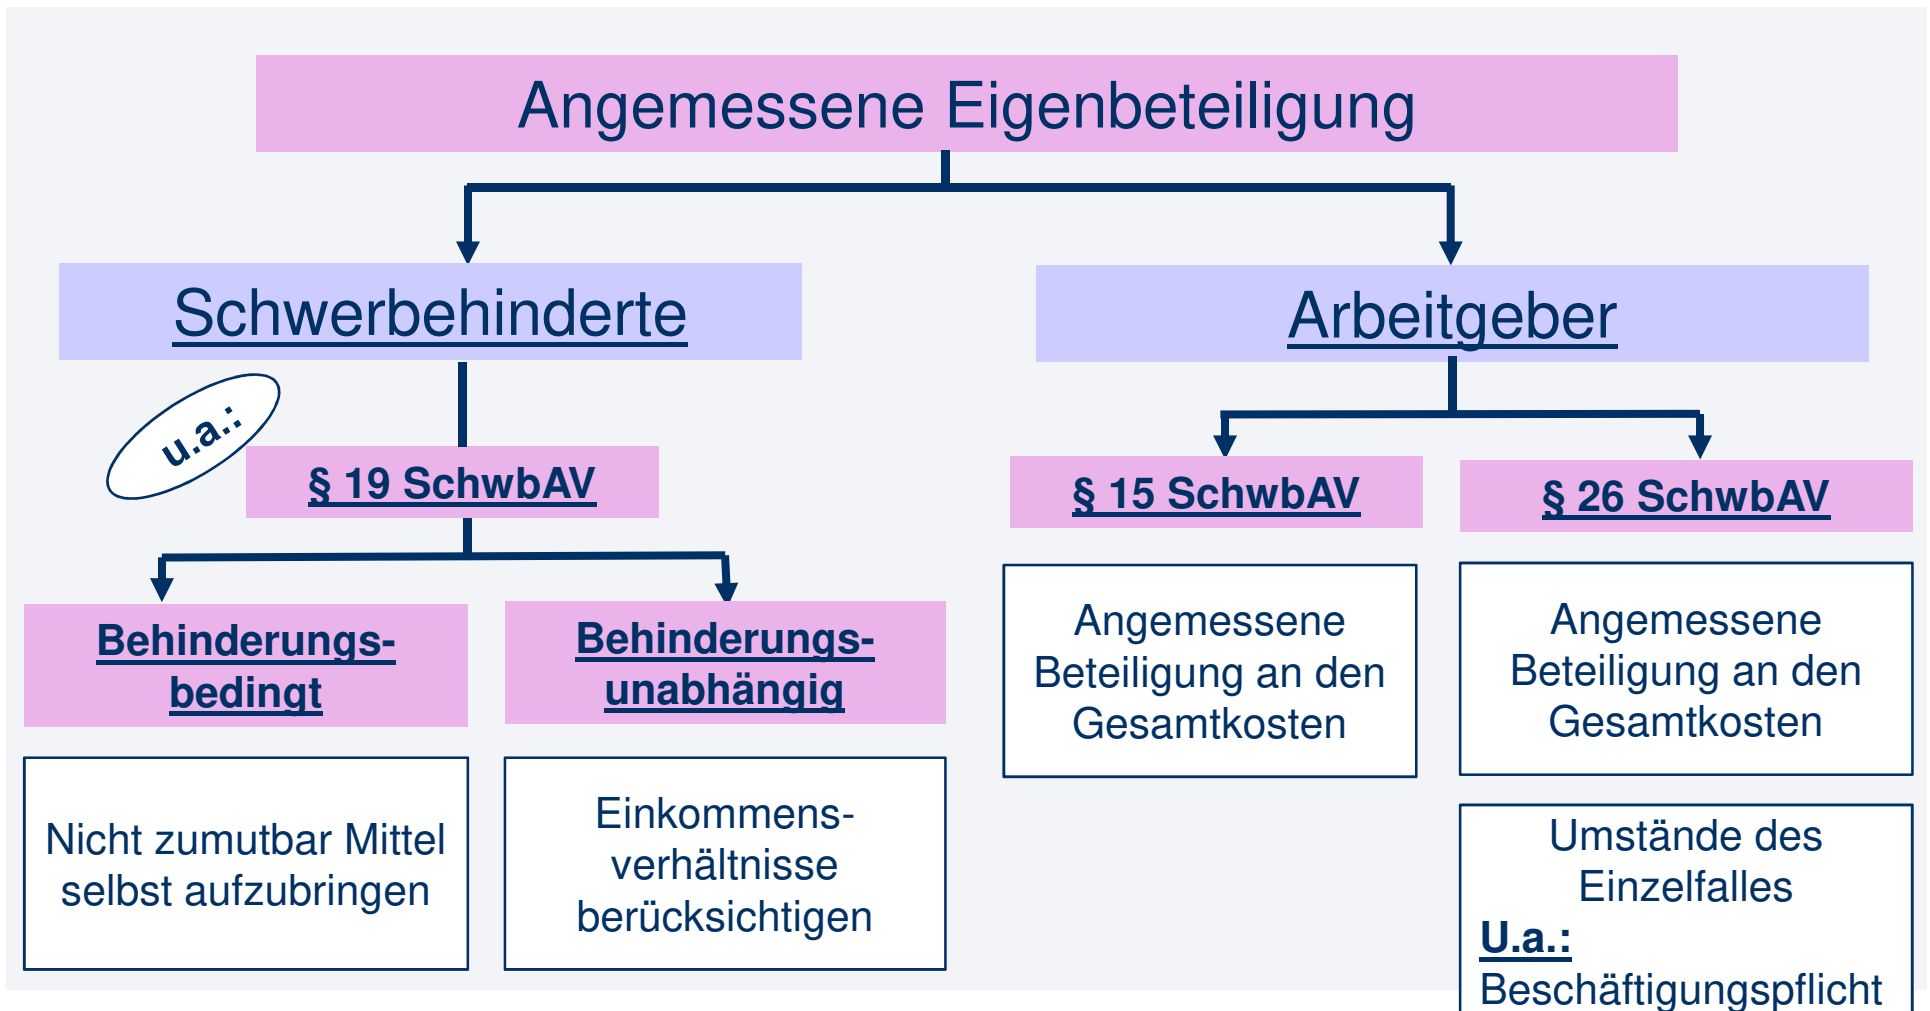 Angemessene Eigenbeteiligung
Schwerbehinderte
u.a.:
§ 19 SchwbAV
Behinderungs-
bedingt
Nicht zumutbar Mittel
selbst aufzubringen
Behinderungs-
unabhängig
Einkommens-
verhältnisse
berücksichtigen
Arbeitgeber
§ 15 SchwbAV
Angemessene
Beteiligung an den
Gesamtkosten
§ 26 SchwbAV
Angemessene
Beteiligung an den
Gesamtkosten
Umstände des
Einzelfalles
U.a.:
Beschäftigungspflicht